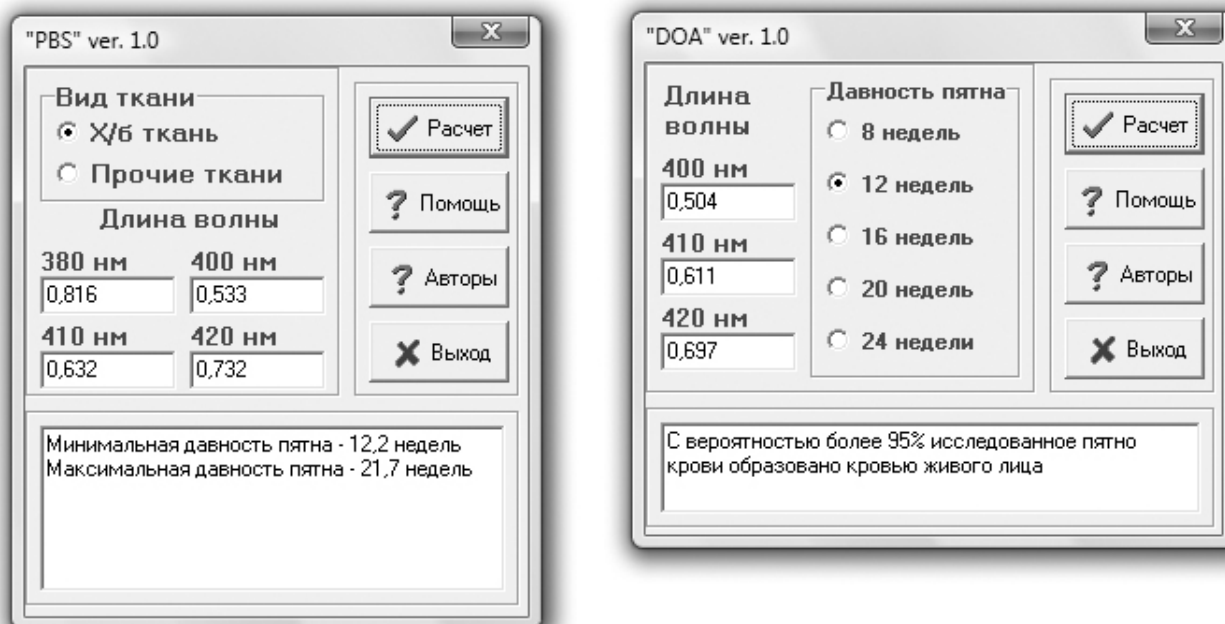 "PBS" ver. 1.0
Вид ткани
Х/б ткань
Прочие ткани
Длина волны
380 нм
400 нм
0,816
0,533
410 нм
420 нм
0,632
0,732
Расчет
Помощь
Авторы
Выход
Минимальная давность пятна - 12,2 недель
Максимальная давность пятна - 21,7 недель
"DOA" ver. 1.0
Длина
волны
400 нм
0,504
410 нм
0,611
420 нм
0,697
Давность пятна
8 недель
12 недель
16 недель
20 недель
24 недели
Расчет
Помощь
Авторы
Выход
С вероятностью более 95% исследованное пятно
крови образовано кровью живого лица